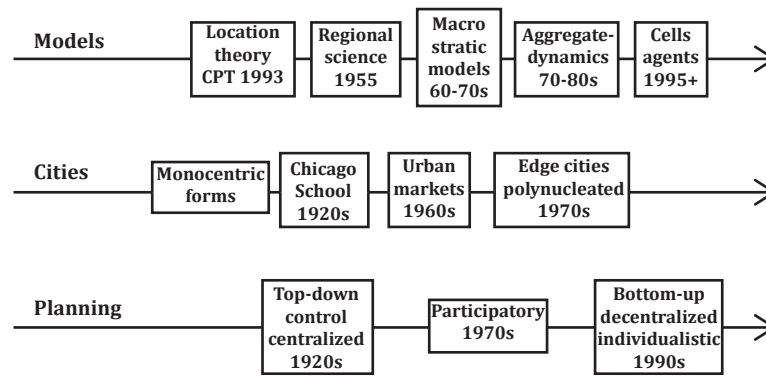 Models
Location
theory
CPT 1993
Regional
science
1955
Macro
stratic
models
60-70s
Aggregate-
dynamics
70-80s
Cells
agents
1995+
Cities
Monocentric
forms
Chicago
School
1920s
Urban
markets
1960s
Edge cities
polynucleated
1970s
Planning
Top-down
control
centralized
1920s
Participatory
1970s
Bottom-up
decentralized
individualistic
1990s